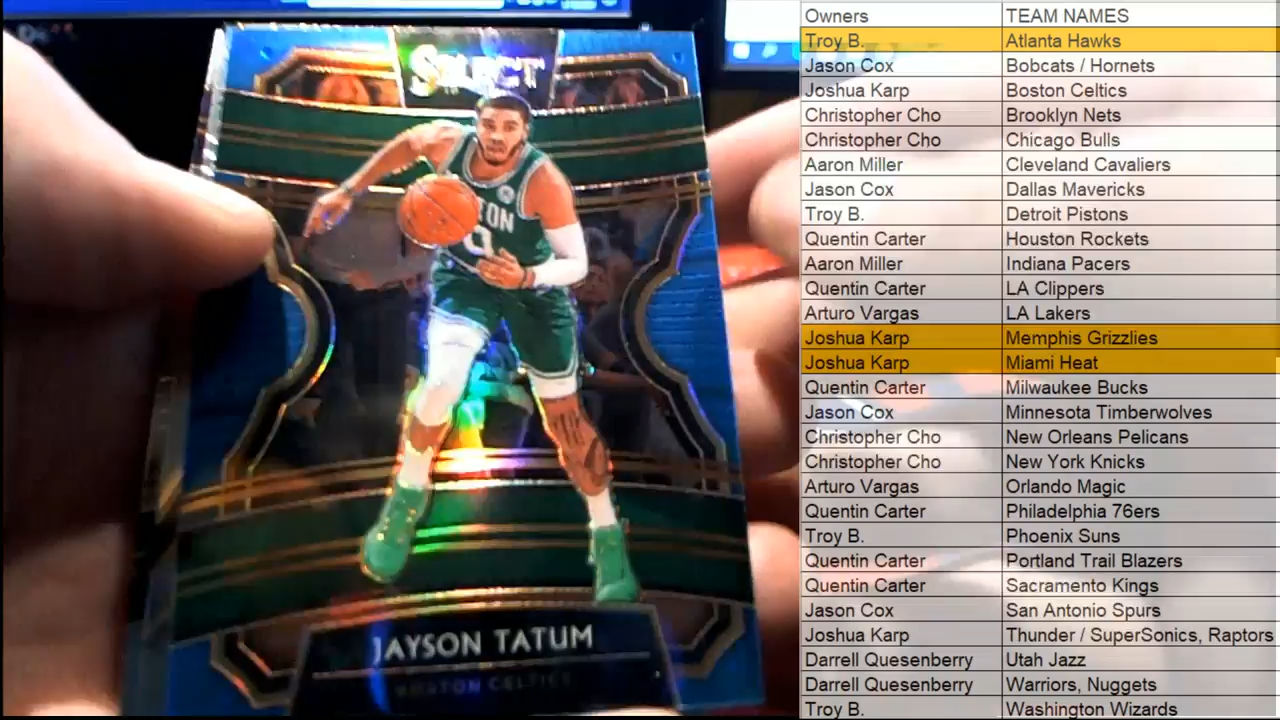 SELECT
TON
0
JAYSON TATUM
BOSTON CELTICS
Owners TEAM NAMES
Troy B. Atlanta Hawks
Jason Cox Bobcats / Hornets
Joshua Karp Boston Celtics
Christopher Cho Brooklyn Nets
Christopher Cho Chicago Bulls
Aaron Miller Cleveland Cavaliers
Jason Cox Dallas Mavericks
Troy B. Detroit Pistons
Quentin Carter Houston Rockets
Aaron Miller Indiana Pacers
Quentin Carter LA Clippers
Arturo Vargas LA Lakers
Joshua Karp Memphis Grizzlies
Joshua Karp Miami Heat
Quentin Carter Milwaukee Bucks
Jason Cox Minnesota Timberwolves
Christopher Cho New Orleans Pelicans
Christopher Cho New York Knicks
Arturo Vargas Orlando Magic
Quentin Carter Philadelphia 76ers
Troy B. Phoenix Suns
Quentin Carter Portland Trail Blazers
Quentin Carter Sacramento Kings
Jason Cox San Antonio Spurs
Joshua Karp Thunder / SuperSonics, Raptors
Darrell Quesenberry Utah Jazz
Darrell Quesenberry Warriors, Nuggets
Troy B. Washington Wizards